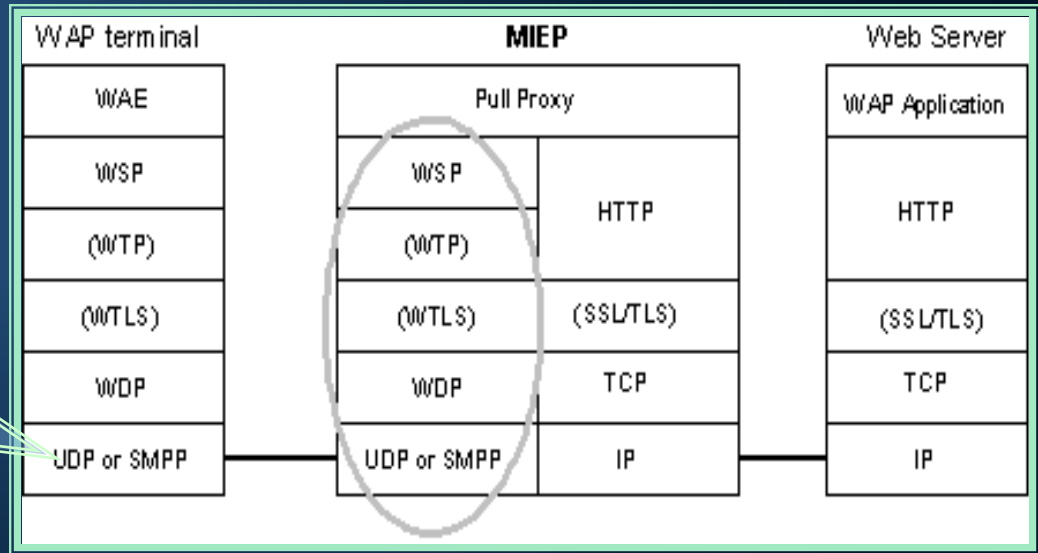 WAP terminal
MIEP
Web Server
WAE
Pull Proxy
WAP Application
WSP
WSP
HTTP
HTTP
(WTP)
(WTP)
(WTLS)
(WTLS)
(SSL/TLS)
(SSL/TLS)
WDP
WDP
TCP
TCP
UDP or SMPP
UDP or SMPP
IP
IP